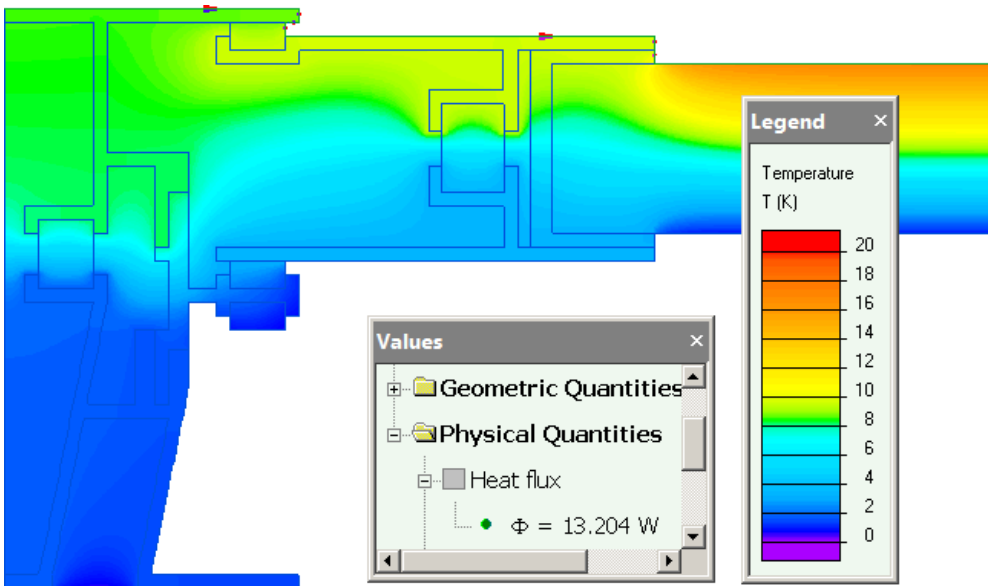 Legend
Temperature
T (K)
20
18
16
14
12
10
8
6
4
2
0
Values
Geometric Quantities
Physical Quantities
Heat flux
Φ = 13.204 W